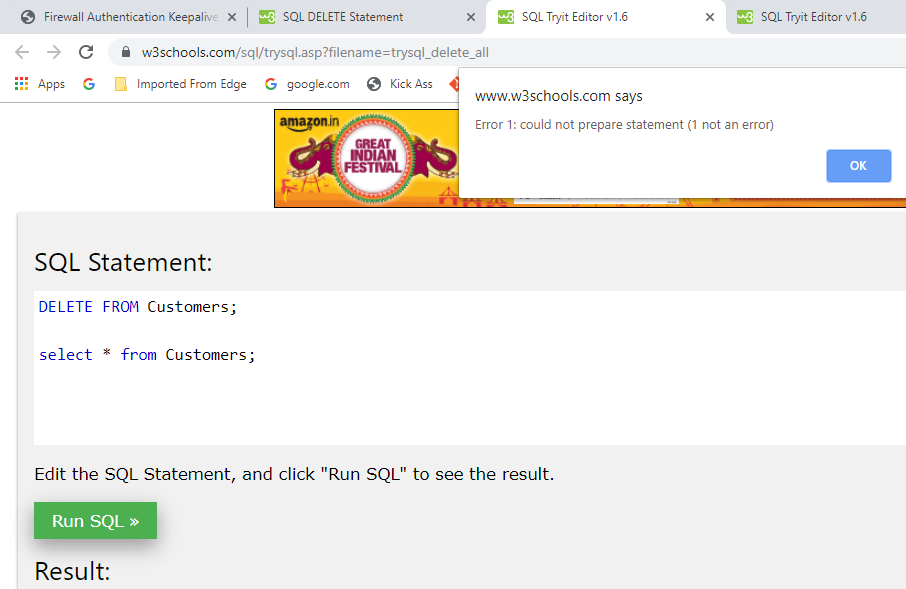 Firewall Authentication Keepalive
SQL DELETE Statement
SQL Tryit Editor v1.6
SQL Tryit Editor v1.6
w3schools.com/sql/trysql.asp?filename=trysql_delete_all
Apps
Imported From Edge
google.com
Kick Ass
www.w3schools.com says
Error 1: could not prepare statement (1 not an error)
OK
amazon.in
GREAT
INDIAN
FESTIVAL
SQL Statement:
DELETE FROM Customers;
select * from Customers;
Edit the SQL Statement, and click "Run SQL" to see the result.
Run SQL »
Result: